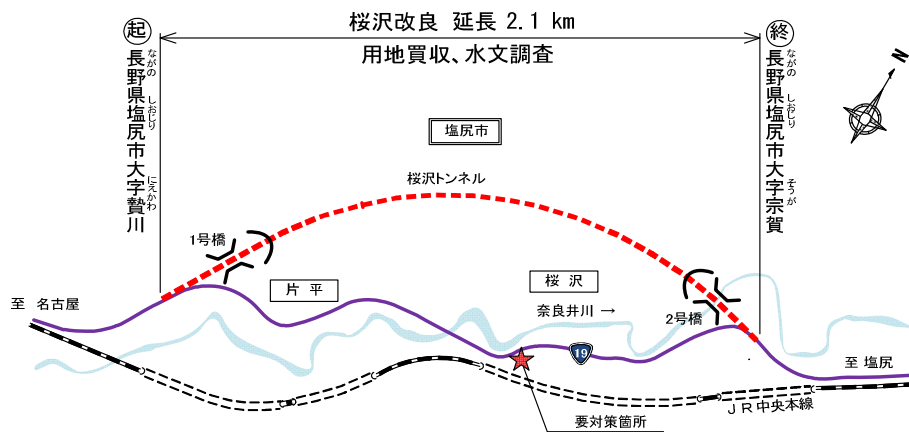 桜沢改良 延長 2.1 km
用地買収、水文調査
起
長野県塩尻市大字贄川
ながの しおじり にえかわ
終
長野県塩尻市大字宗賀
ながの しおじり そうが
N
塩尻市
桜沢トンネル
1号橋
片平
桜沢
奈良井川 →
2号橋
至 名古屋
19
至 塩尻
JR中央本線
要対策箇所